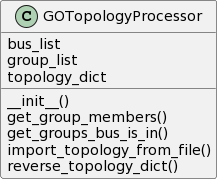 C GOTopologyProcessor
bus_list
group_list
topology_dict
__init__()
get_group_members()
get_groups_bus_is_in()
import_topology_from_file()
reverse_topology_dict()